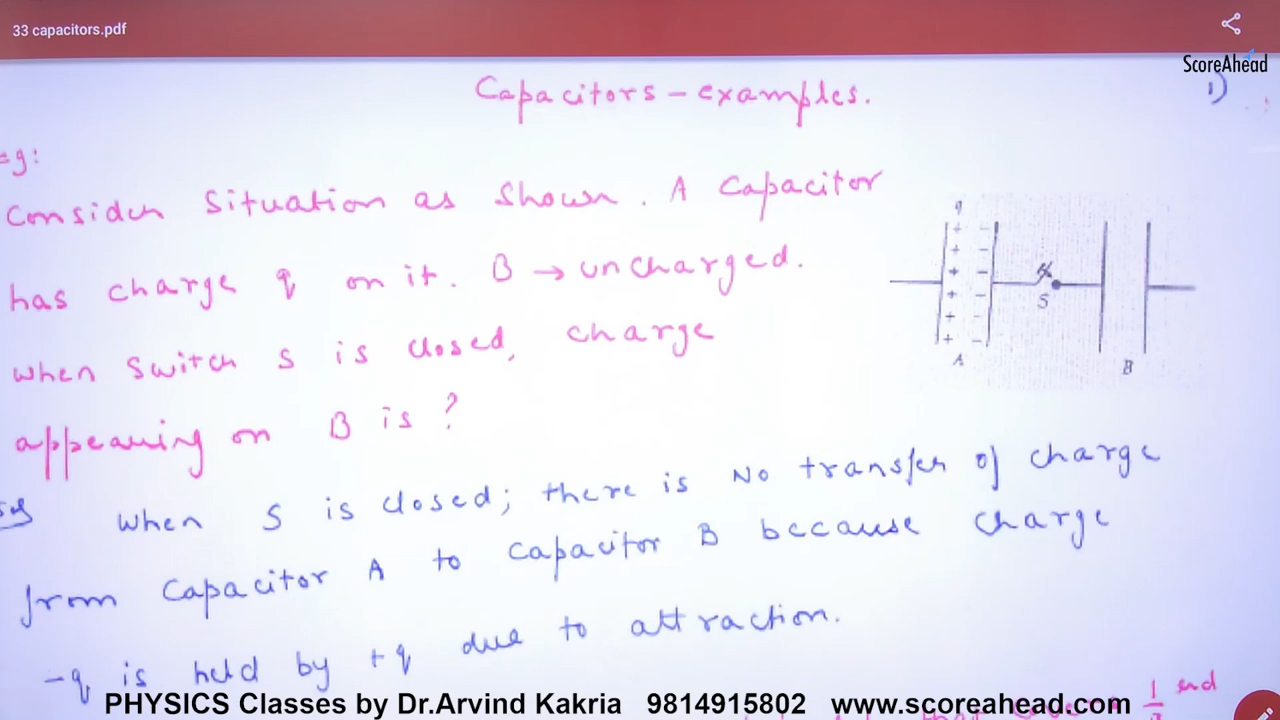 33 capacitors.pdf
ScoreAhead
Capacitors - examples.
1)
eg:
Consider Situation as Shown. A Capacitor
has charge q on it. B → uncharged.
when Switch S is closed, charge
appearing on B is ?
q
+ + + + + +
- - - - - -
S
A
B
Sol
When S is closed; there is No transfer of charge
from Capacitor A to Capacitor B because charge
-q is held by +q due to attraction.
1 end
PHYSICS Classes by Dr.Arvind Kakria 9814915802 www.scoreahead.com